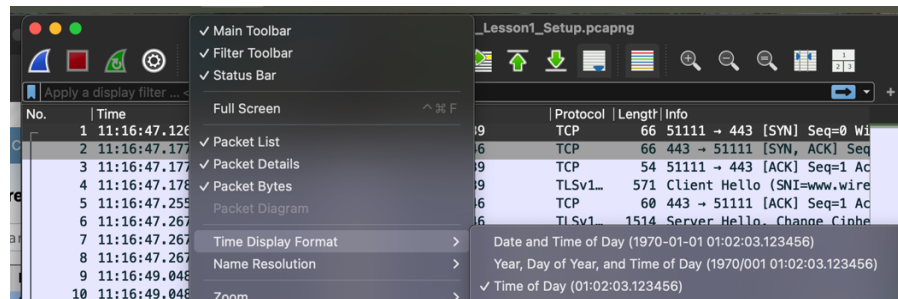 _Lesson1_Setup.pcapng
✓ Main Toolbar
✓ Filter Toolbar
✓ Status Bar
Full Screen ^⌘F
✓ Packet List
✓ Packet Details
✓ Packet Bytes
Packet Diagram
Time Display Format >
Name Resolution >
Zoom
Date and Time of Day (1970-01-01 01:02:03.123456)
Year, Day of Year, and Time of Day (1970/001 01:02:03.123456)
✓ Time of Day (01:02:03.123456)
Apply a display filter ... <
No. Time Protocol Length Info
1 11:16:47.126 39 TCP 66 51111 → 443 [SYN] Seq=0 Wi
2 11:16:47.177 46 TCP 66 443 → 51111 [SYN, ACK] Seq
3 11:16:47.177 39 TCP 54 51111 → 443 [ACK] Seq=1 Ac
4 11:16:47.178 39 TLSv1… 571 Client Hello (SNI=www.wire
5 11:16:47.255 46 TCP 60 443 → 51111 [ACK] Seq=1 Ac
6 11:16:47.267 46 TLSv1… 1514 Server Hello, Change Ciphe
7 11:16:47.267
8 11:16:47.267
9 11:16:49.048
10 11:16:49.048